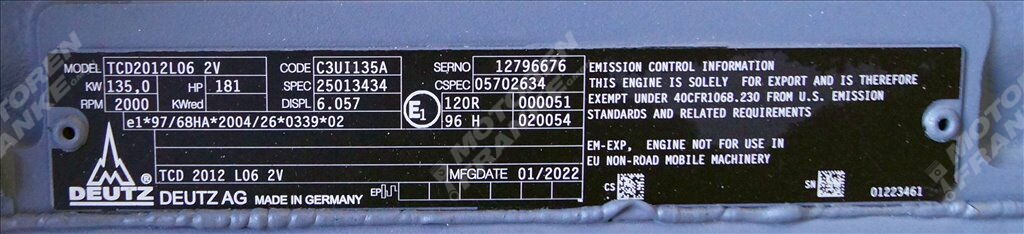 MODEL TCD2012L06 2V CODE C3UI135A SERNO 12796676
KW 135,0 HP 181 SPEC 25013434 CSPEC 05702634
RPM 2000 KWred DISPL 6.057 E1 120R 000051
e1*97/68HA*2004/26*0339*02 96 H 020054
TCD 2012 L06 2V MFGDATE 01/2022
DEUTZ ® DEUTZ AG MADE IN GERMANY EP
EMISSION CONTROL INFORMATION
THIS ENGINE IS SOLELY FOR EXPORT AND IS THEREFORE
EXEMPT UNDER 40CFR1068.230 FROM U.S. EMISSION
STANDARDS AND RELATED REQUIREMENTS
EM-EXP, ENGINE NOT FOR USE IN
EU NON-ROAD MOBILE MACHINERY
CS SN 01223461
MOTOREN
FRANKE.COM